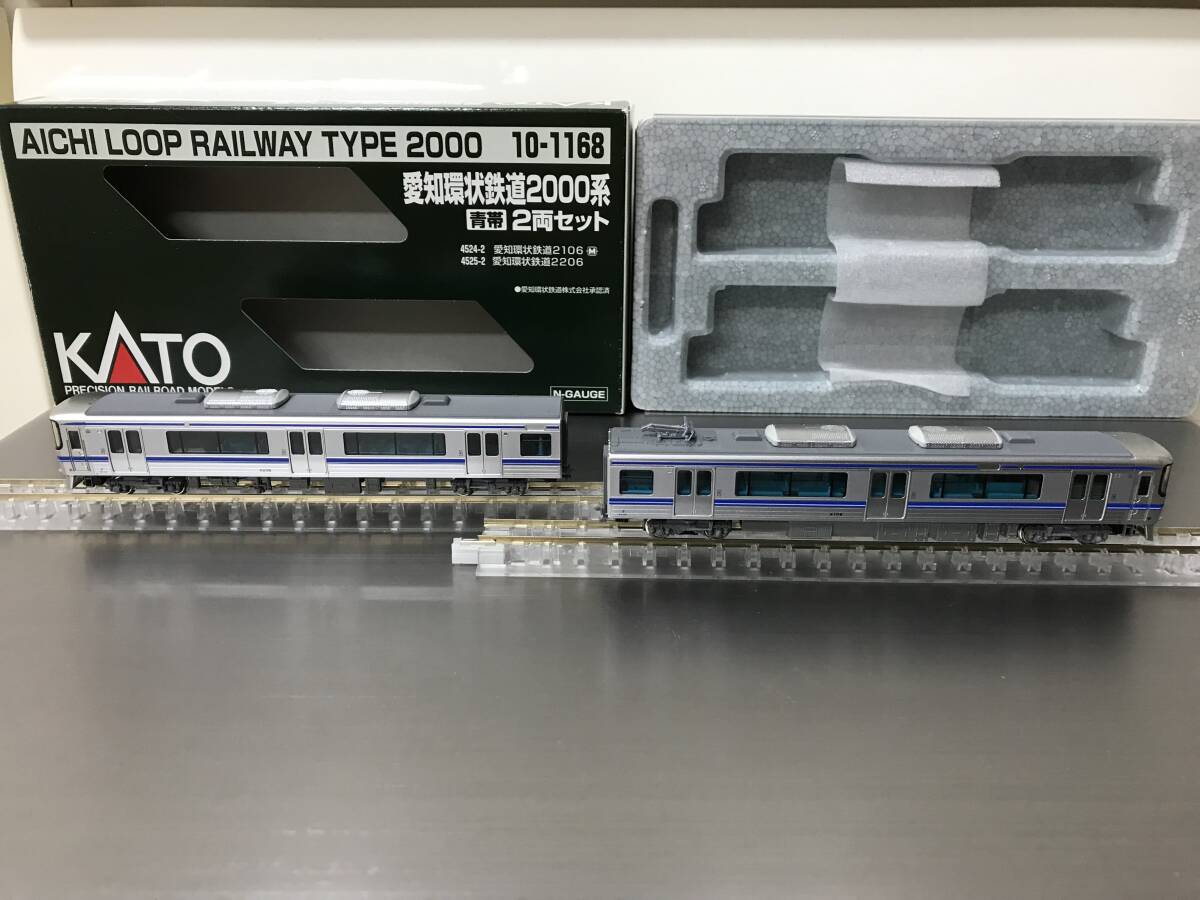 AICHI LOOP RAILWAY TYPE 2000 10-1168
愛知環状鉄道2000系
青帯 2両セット
4524-2 愛知環状鉄道2106 M
4525-2 愛知環状鉄道2206
●愛知環状鉄道株式会社承認済
KATO
PRECISION RAILROAD MODELS
N-GAUGE